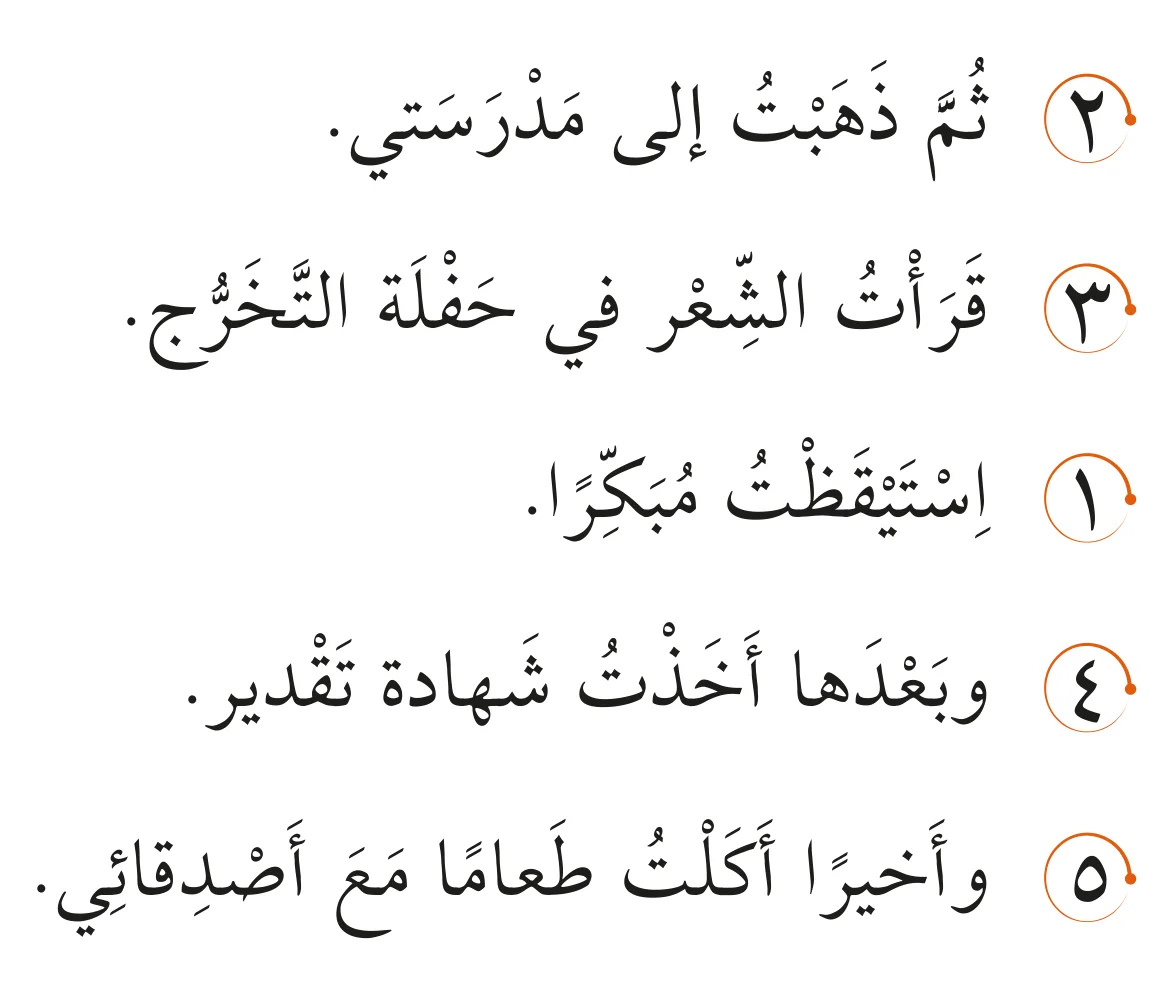 ٢ ثُمَّ ذَهَبْتُ إلى مَدْرَسَتي.
٣ قَرَأْتُ الشِّعْر في حَفْلَة التَّخَرُّج.
١ اِسْتَيْقَظْتُ مُبَكِّرًا.
٤ وبَعْدَها أَخَذْتُ شَهادة تَقْدير.
٥ وأَخيرًا أَكَلْتُ طَعامًا مَعَ أَصْدِقائِي.